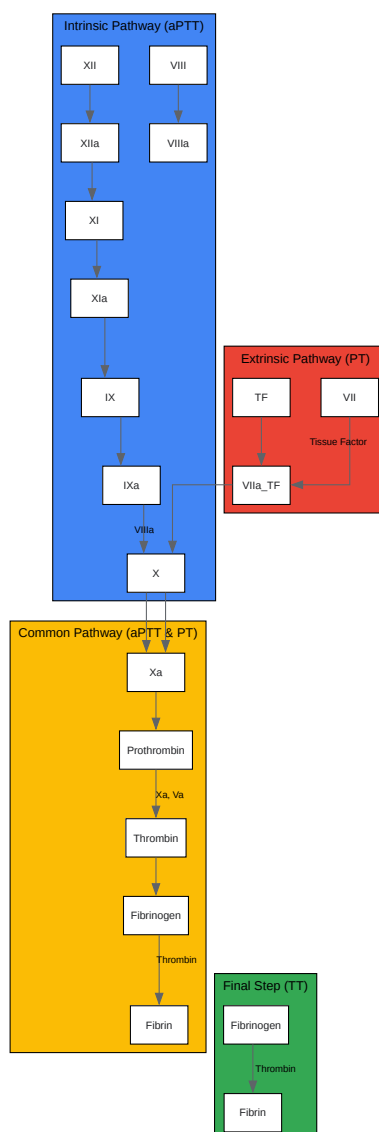 Intrinsic Pathway (aPTT)
XII
VIII
XIIa
VIIIa
XI
XIa
Extrinsic Pathway (PT)
IX
TF
VII
Tissue Factor
IXa
VIIa_TF
VIIIa
X
Common Pathway (aPTT & PT)
Xa
Prothrombin
Xa, Va
Thrombin
Fibrinogen
Thrombin
Final Step (TT)
Fibrin
Fibrinogen
Thrombin
Fibrin